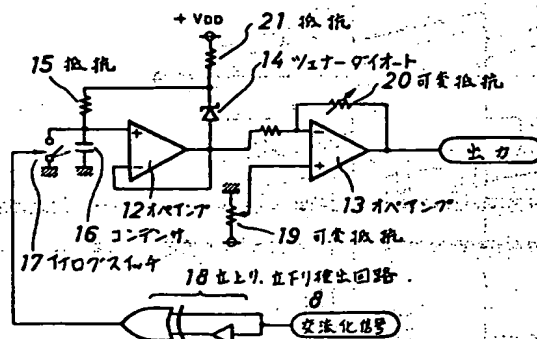 + VDD
21 抵抗
14 ツェナーダイオード
15 抵抗
20 可変抵抗
+
-
-
+
出力
12 オペアンプ
13 オペアンプ
16 コンデンサ
19 可変抵抗
17 アナログスイッチ
18 立上り、立下り検出回路
8
交流化信号